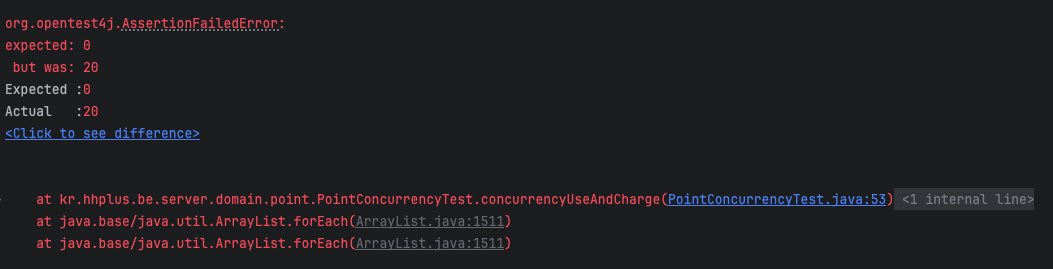 org.opentest4j.AssertionFailedError:
expected: 0
 but was: 20
Expected :0
Actual   :20
<Click to see difference>
at kr.hhplus.be.server.domain.point.PointConcurrencyTest.concurrencyUseAndCharge(PointConcurrencyTest.java:53) <1 internal line>
at java.base/java.util.ArrayList.forEach(ArrayList.java:1511)
at java.base/java.util.ArrayList.forEach(ArrayList.java:1511)